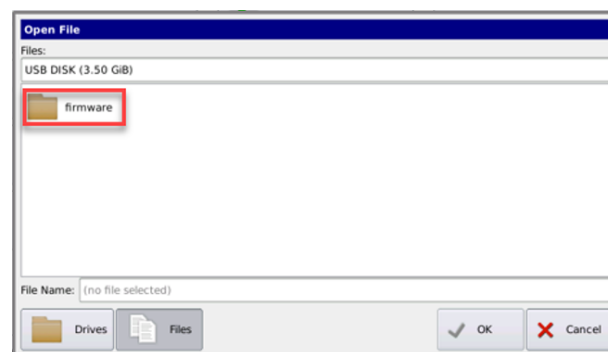 Open File
Files:
USB DISK (3.50 GiB)
firmware
File Name: (no file selected)
Drives Files OK Cancel